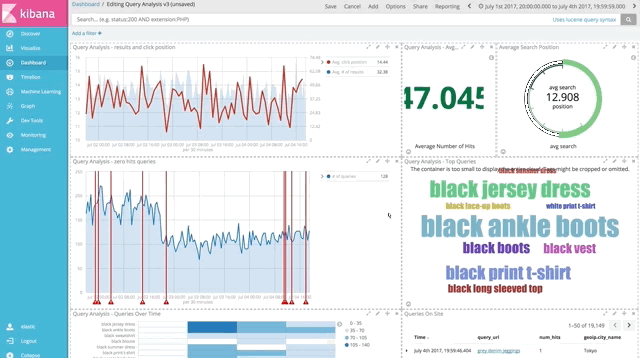 kibana
Discover
Visualize
Dashboard
Timelion
Machine Learning
Graph
Dev Tools
Monitoring
Management
elastic
Logout
Collapse
Dashboard / Editing Query Analysis v3 (unsaved)
Save Cancel Add Options Share Reporting July 1st 2017, 20:00:00.000 to July 4th 2017, 19:59:59.000
Search... (e.g. status:200 AND extension:PHP)
Uses lucene query syntax
Add a filter +
Query Analysis - results and click position
Avg. click position 14.44
Avg. # of results 32.38
per 30 minutes
Query Analysis - Avg...
47.045
Average Number of Hits
Average Search Position
avg search
12.908
position
avg search
Query Analysis - zero hit queries
# of queries 128
per 30 minutes
Query Analysis - Top Queries
The container is too small to display
might be cropped or omitted.
black jersey dress
black lace-up boots
white print t-shirt
black ankle boots
black boots
black vest
black print t-shirt
black long sleeved top
Query Analysis - Queries Over Time
black jersey dress
black ankle boots
black sweatshirt
black blouse
black summer dress
black print t-shirt
0 - 35
35 - 70
70 - 105
105 - 140
Queries On Site
1–50 of 19,149
Time query_uri num_hits geoip.city_name
July 4th 2017, 19:59:46.404 grey denim jeggings 1 Tokyo